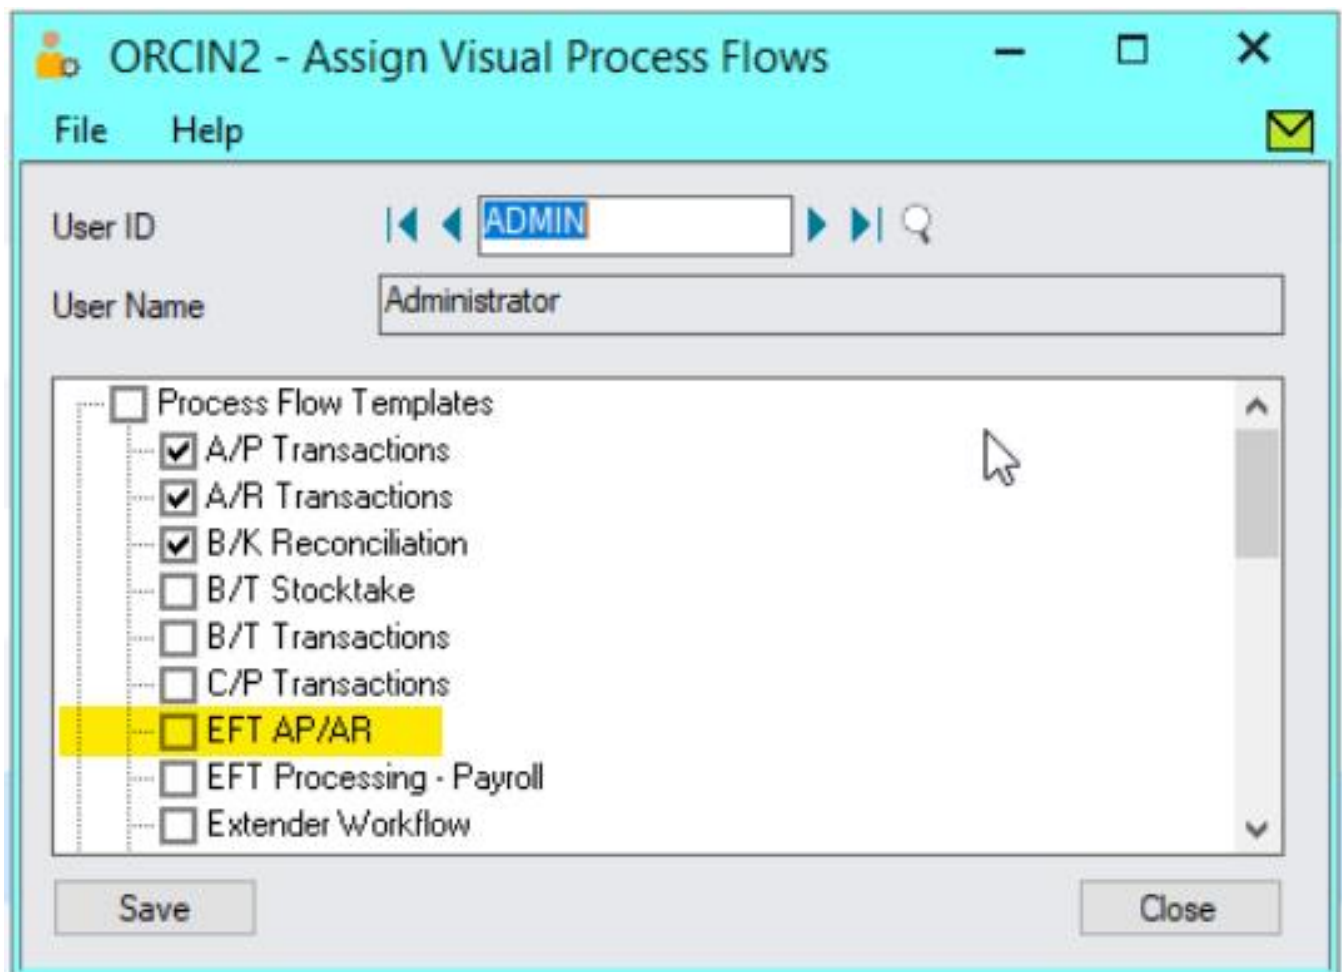 ORCIN2 - Assign Visual Process Flows
File Help
User ID ADMIN
User Name Administrator
Process Flow Templates
A/P Transactions
A/R Transactions
B/K Reconciliation
B/T Stocktake
B/T Transactions
C/P Transactions
EFT AP/AR
EFT Processing - Payroll
Extender Workflow
Save Close